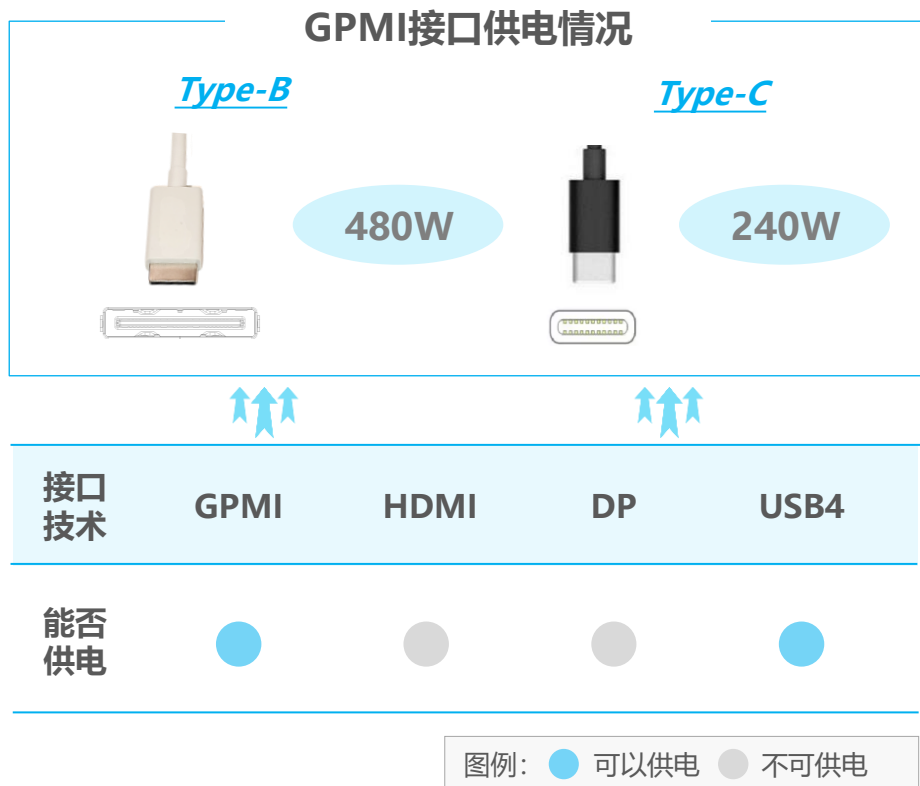 GPMI接口供电情况
Type-B
Type-C
480W
240W
接口
技术
GPMI
HDMI
DP
USB4
能否
供电
图例：
可以供电
不可供电